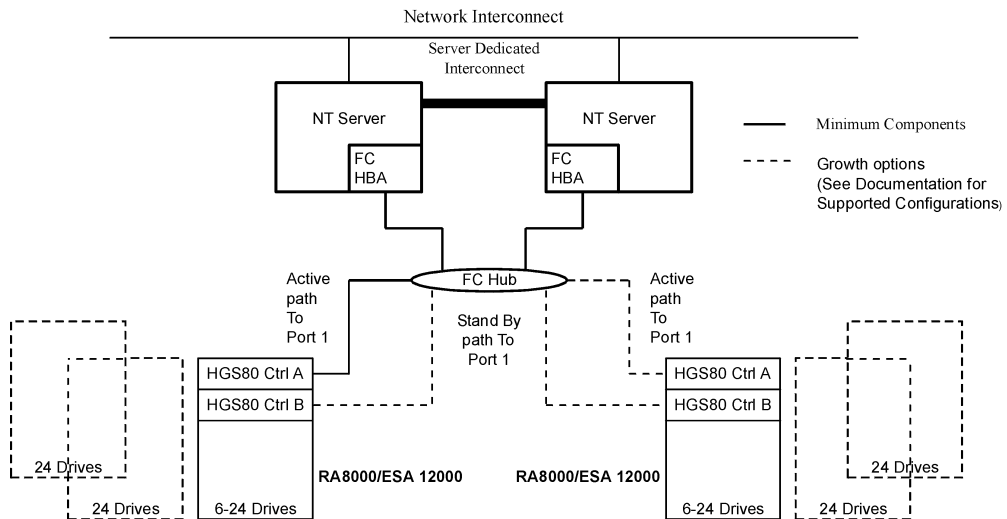 Network Interconnect
Server Dedicated
Interconnect
NT Server
FC
HBA
NT Server
FC
HBA
Minimum Components
Growth options
(See Documentation for
Supported Configurations)
FC Hub
Active
path
To
Port 1
Stand By
path To
Port 1
Active
path
To
Port 1
HGS80 Ctrl A
HGS80 Ctrl B
HGS80 Ctrl A
HGS80 Ctrl B
24 Drives
24 Drives
6-24 Drives
RA8000/ESA 12000
RA8000/ESA 12000
6-24 Drives
24 Drives
24 Drives